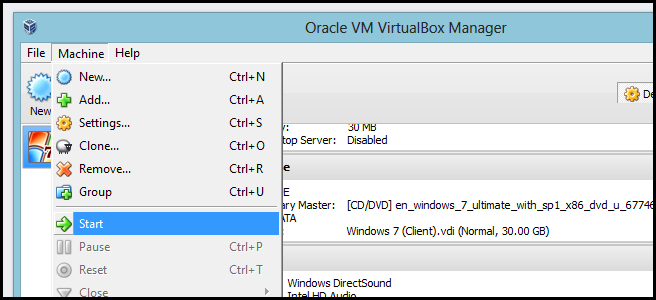 Oracle VM VirtualBox Manager
File Machine Help
New... Ctrl+N
Add... Ctrl+A
Settings... Ctrl+S
Clone... Ctrl+O
Remove... Ctrl+R
Group Ctrl+U
Start
Pause Ctrl+P
Reset Ctrl+T
Close
New
De
y: 30 MB
top Server: Disabled
e
E
ary Master: [CD/DVD] en_windows_7_ultimate_with_sp1_x86_dvd_u_67746
ATA
Windows 7 (Client).vdi (Normal, 30.00 GB)
Windows DirectSound
Intel HD Audio